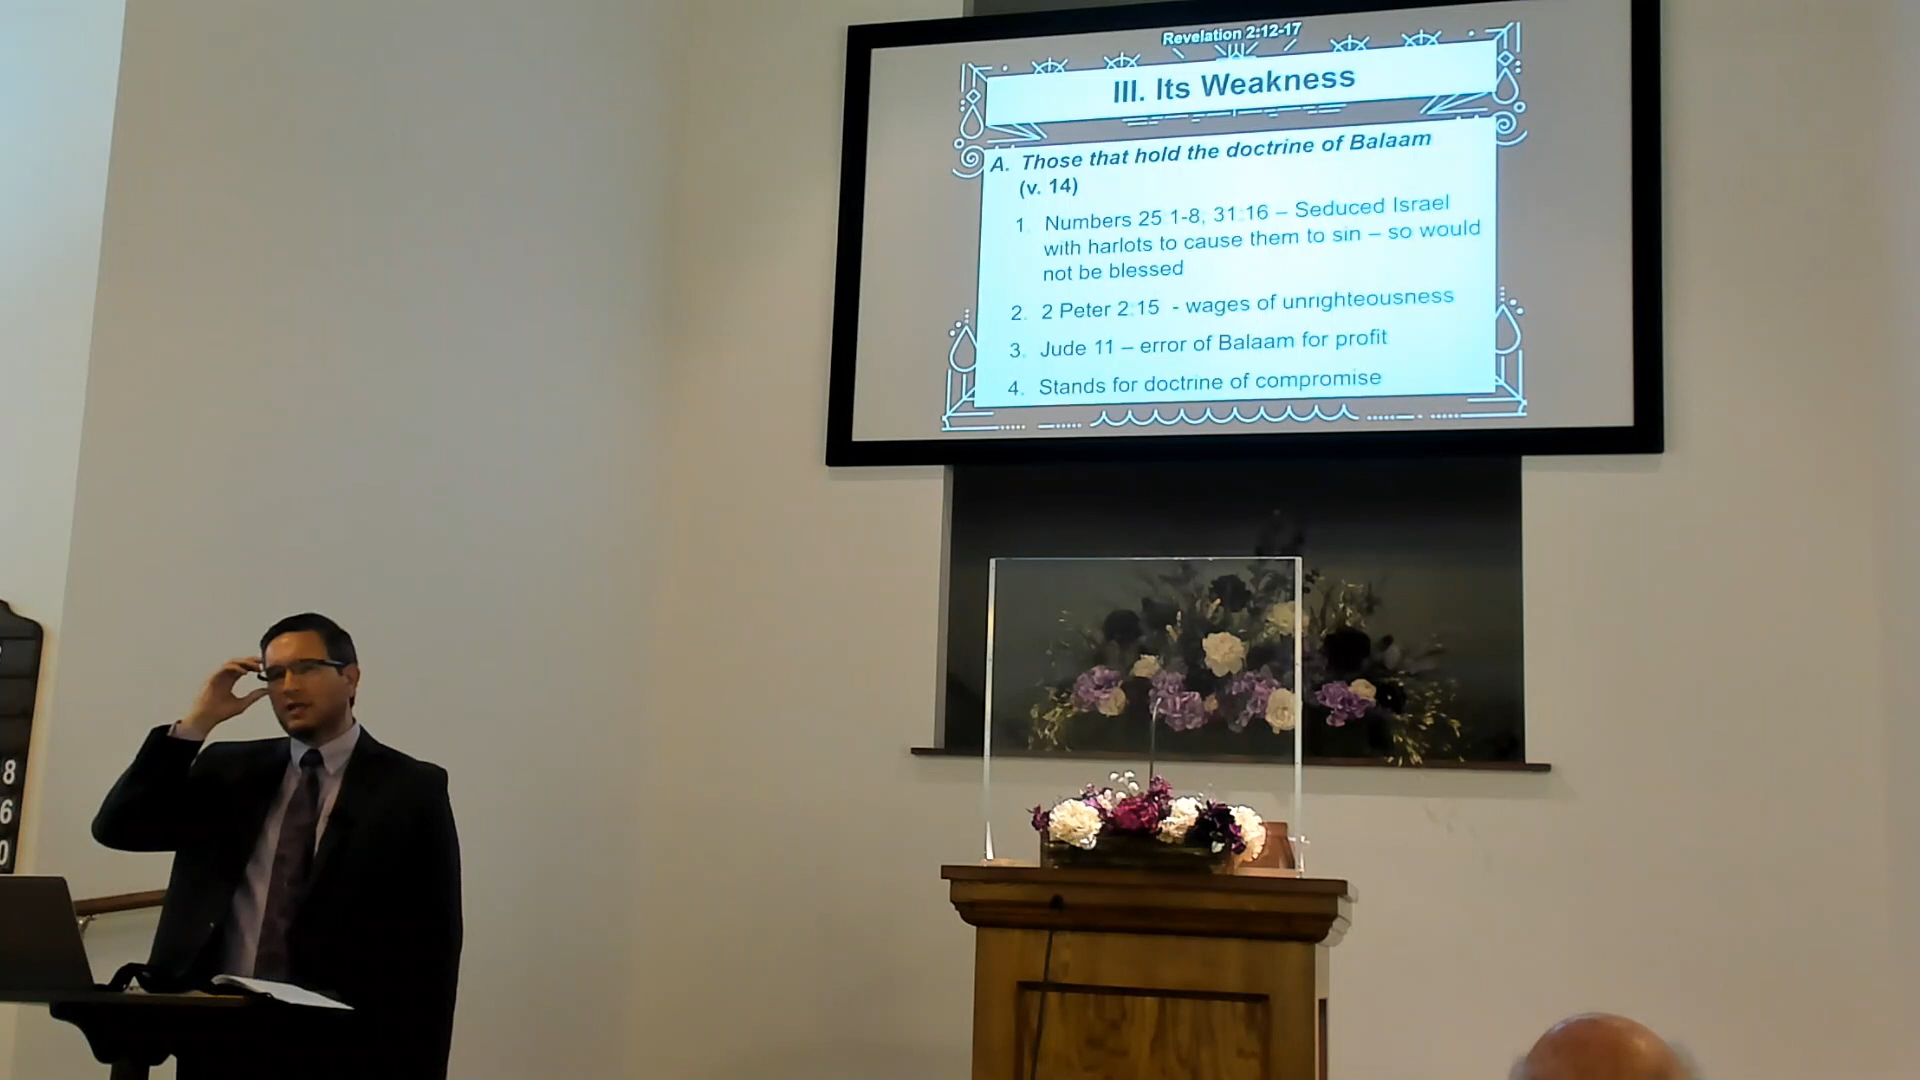 Revelation 2:12-17
III. Its Weakness
A. Those that hold the doctrine of Balaam
(v. 14)
1. Numbers 25:1-8, 31:16 – Seduced Israel
with harlots to cause them to sin – so would
not be blessed
2. 2 Peter 2:15 - wages of unrighteousness
3. Jude 11 – error of Balaam for profit
4. Stands for doctrine of compromise
8
6
0